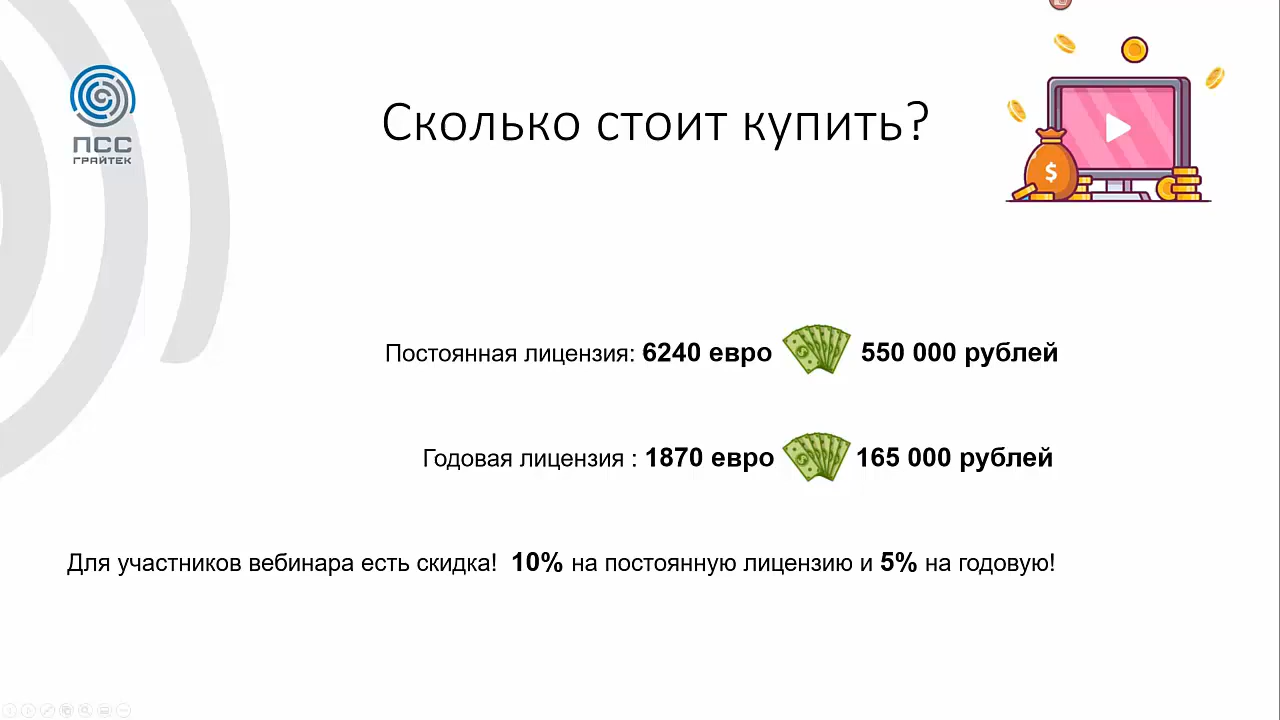 ПСС
ГРАЙТЕК
Сколько стоит купить?
$
Постоянная лицензия: 6240 евро 550 000 рублей
Годовая лицензия : 1870 евро 165 000 рублей
Для участников вебинара есть скидка! 10% на постоянную лицензию и 5% на годовую!